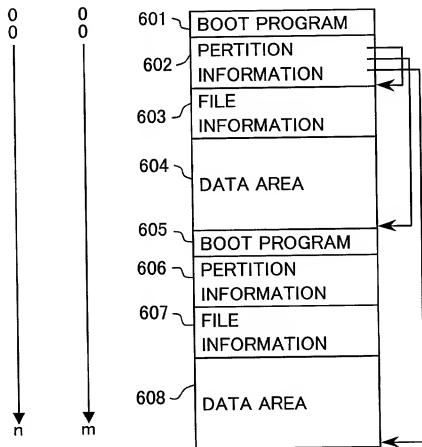 0 0
0 0
n m
601 BOOT PROGRAM
602 PERTITION
INFORMATION
603 FILE
INFORMATION
604 DATA AREA
605 BOOT PROGRAM
606 PERTITION
INFORMATION
607 FILE
INFORMATION
608 DATA AREA